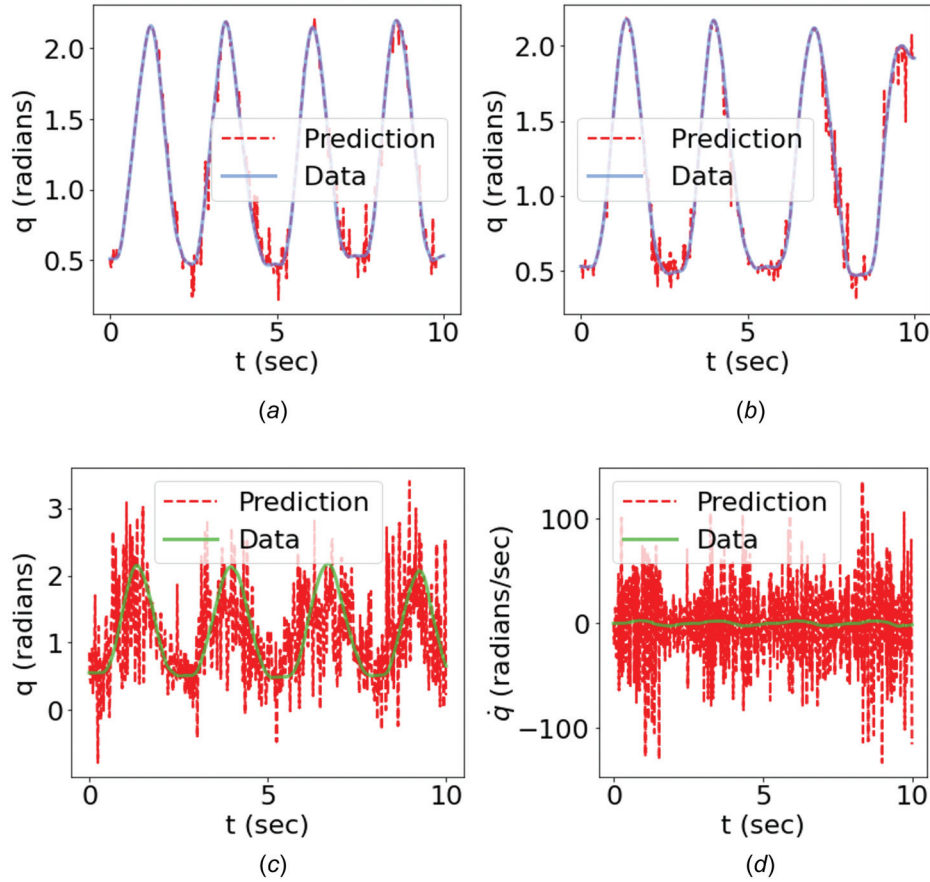 q (radians)
2.0
1.5
1.0
0.5
Prediction
Data
0 5 10
t (sec)
(a)
q (radians)
2.0
1.5
1.0
0.5
Prediction
Data
0 5 10
t (sec)
(b)
q (radians)
3
2
1
0
Prediction
Data
0 5 10
t (sec)
(c)
q̇ (radians/sec)
100
0
−100
Prediction
Data
0 5 10
t (sec)
(d)